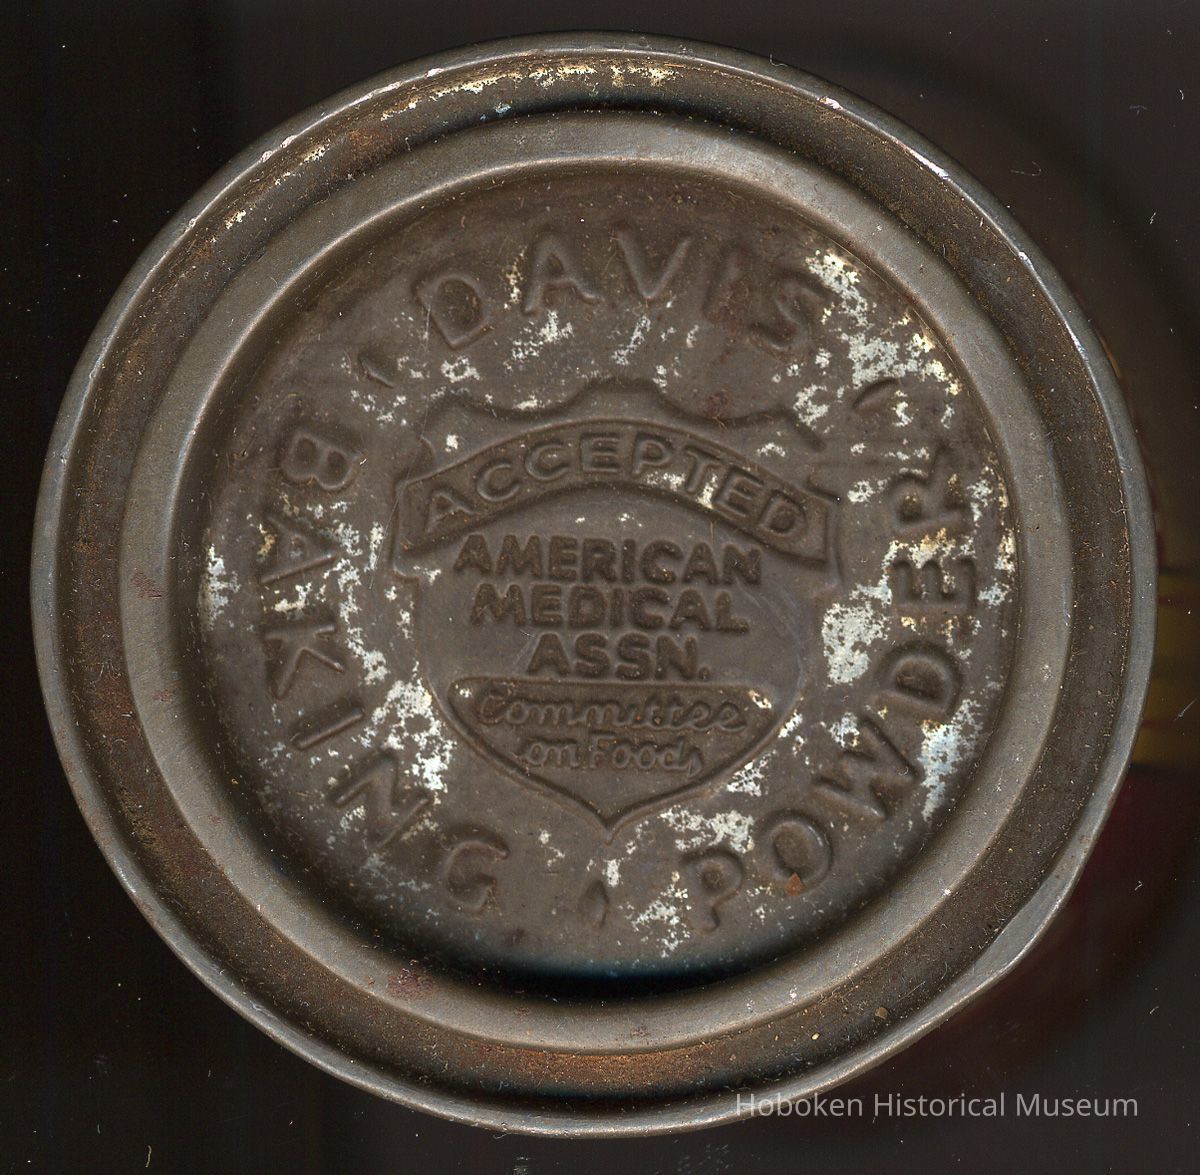 DAVIS
BAKING POWDER
ACCEPTED
AMERICAN
MEDICAL
ASSN.
Committee
on Foods
Hoboken Historical Museum